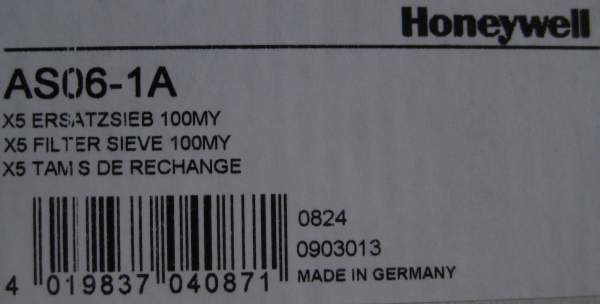 Honeywell
AS06-1A
X5 ERSATZSIEB 100MY
X5 FILTER SIEVE 100MY
X5 TAMIS DE RECHANGE
0824
0903013
MADE IN GERMANY
4 019837 040871